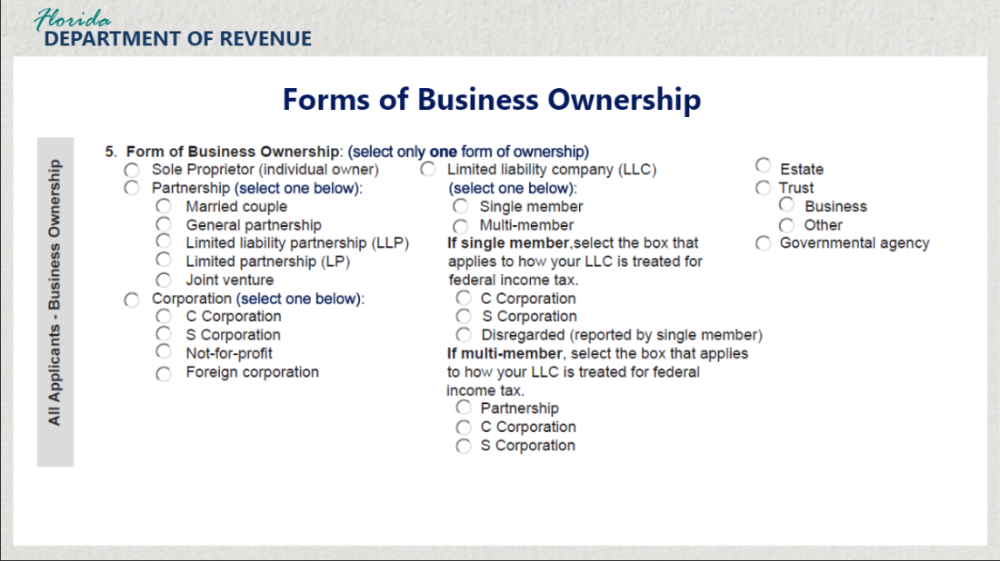 Florida
DEPARTMENT OF REVENUE
Forms of Business Ownership
All Applicants - Business Ownership
5. Form of Business Ownership: (select only one form of ownership)
Sole Proprietor (individual owner)
Partnership (select one below):
Married couple
General partnership
Limited liability partnership (LLP)
Limited partnership (LP)
Joint venture
Corporation (select one below):
C Corporation
S Corporation
Not-for-profit
Foreign corporation
Limited liability company (LLC)
(select one below):
Single member
Multi-member
If single member,select the box that
applies to how your LLC is treated for
federal income tax.
C Corporation
S Corporation
Disregarded (reported by single member)
If multi-member, select the box that applies
to how your LLC is treated for federal
income tax.
Partnership
C Corporation
S Corporation
Estate
Trust
Business
Other
Governmental agency